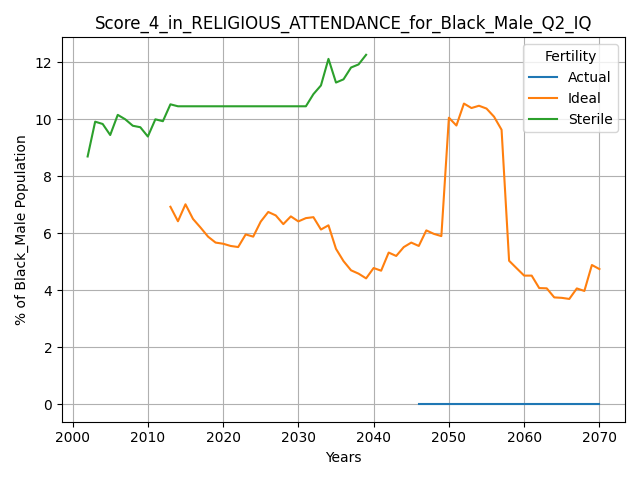 Score_4_in_RELIGIOUS_ATTENDANCE_for_Black_Male_Q2_IQ
% of Black_Male Population
12
10
8
6
4
2
0
Fertility
Actual
Ideal
Sterile
2000 2010 2020 2030 2040 2050 2060 2070
Years